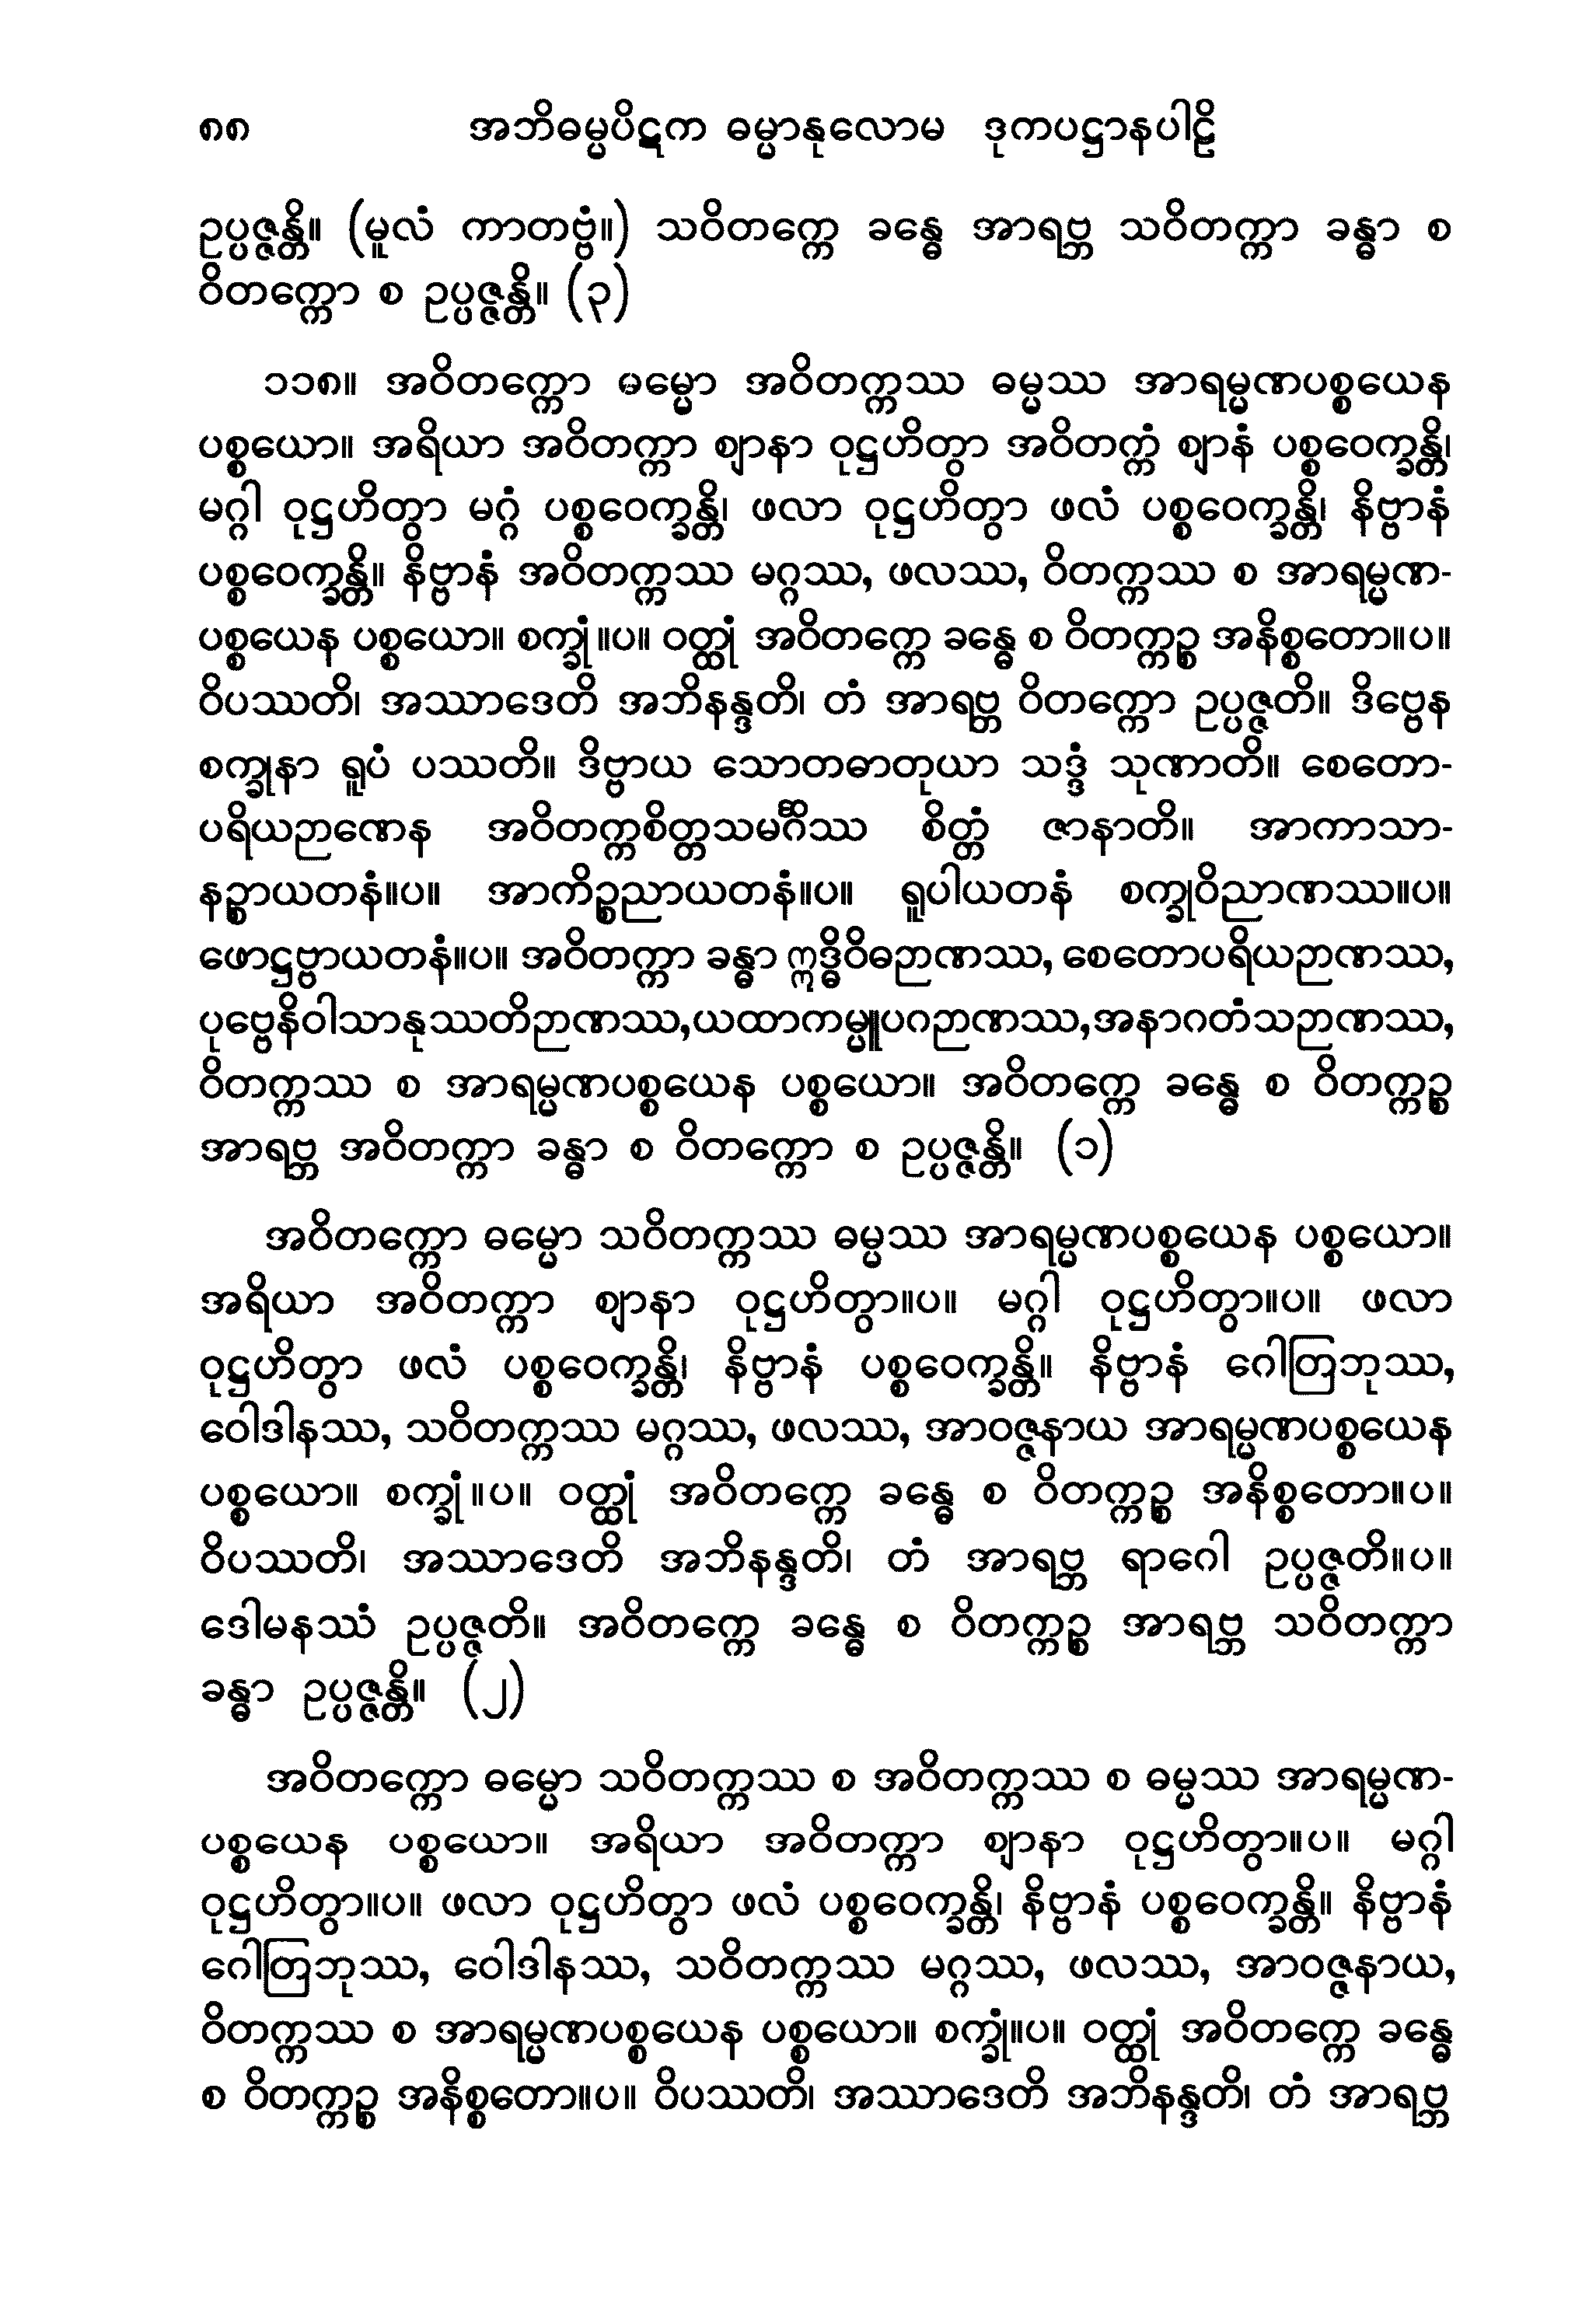 ၈၈ အဘိဓမ္မပိဋက ဓမ္မာနုလောမ ဒုကပဋ္ဌာနပါဠိ
ဥပ္ပဇ္ဇန္တိ။ (မူလံ ကာတဗ္ဗံ။) သဝိတက္ကေ ခန္ဓေ အာရဗ္ဘ သဝိတက္ကာ ခန္ဓာ စ
ဝိတက္ကော စ ဥပ္ပဇ္ဇန္တိ။ (၃)
၁၁၈။ အဝိတက္ကော ဓမ္မော အဝိတက္ကဿ ဓမ္မဿ အာရမ္မဏပစ္စယေန
ပစ္စယော။ အရိယာ အဝိတက္ကာ ဈာနာ ဝုဋ္ဌဟိတွာ အဝိတက္ကံ ဈာနံ ပစ္စဝေက္ခန္တိ၊
မဂ္ဂါ ဝုဋ္ဌဟိတွာ မဂ္ဂံ ပစ္စဝေက္ခန္တိ၊ ဖလာ ဝုဋ္ဌဟိတွာ ဖလံ ပစ္စဝေက္ခန္တိ၊ နိဗ္ဗာနံ
ပစ္စဝေက္ခန္တိ။ နိဗ္ဗာနံ အဝိတက္ကဿ မဂ္ဂဿ, ဖလဿ, ဝိတက္ကဿ စ အာရမ္မဏ-
ပစ္စယေန ပစ္စယော။ စက္ခုံ။ပ။ ဝတ္ထုံ အဝိတက္ကေ ခန္ဓေ စ ဝိတက္ကဉ္စ အနိစ္စတော။ပ။
ဝိပဿတိ၊ အဿာဒေတိ အဘိနန္ဒတိ၊ တံ အာရဗ္ဘ ဝိတက္ကော ဥပ္ပဇ္ဇတိ။ ဒိဗ္ဗေန
စက္ခုနာ ရူပံ ပဿတိ။ ဒိဗ္ဗာယ သောတဓာတုယာ သဒ္ဒံ သုဏာတိ။ စေတော-
ပရိယဉာဏေန အဝိတက္ကစိတ္တသမင်္ဂိဿ စိတ္တံ ဇာနာတိ။ အာကာသာ-
နဉ္စာယတနံ။ပ။ အာကိဉ္စညာယတနံ။ပ။ ရူပါယတနံ စက္ခုဝိညာဏဿ။ပ။
ဖောဋ္ဌဗ္ဗာယတနံ။ပ။ အဝိတက္ကာ ခန္ဓာ ဣဒ္ဓိဝိဓဉာဏဿ, စေတောပရိယဉာဏဿ,
ပုဗ္ဗေနိဝါသာနုဿတိဉာဏဿ,ယထာကမ္မူပဂဉာဏဿ,အနာဂတံသဉာဏဿ,
ဝိတက္ကဿ စ အာရမ္မဏပစ္စယေန ပစ္စယော။ အဝိတက္ကေ ခန္ဓေ စ ဝိတက္ကဉ္စ
အာရဗ္ဘ အဝိတက္ကာ ခန္ဓာ စ ဝိတက္ကော စ ဥပ္ပဇ္ဇန္တိ။ (၁)
အဝိတက္ကော ဓမ္မော သဝိတက္ကဿ ဓမ္မဿ အာရမ္မဏပစ္စယေန ပစ္စယော။
အရိယာ အဝိတက္ကာ ဈာနာ ဝုဋ္ဌဟိတွာ။ပ။ မဂ္ဂါ ဝုဋ္ဌဟိတွာ။ပ။ ဖလာ
ဝုဋ္ဌဟိတွာ ဖလံ ပစ္စဝေက္ခန္တိ၊ နိဗ္ဗာနံ ပစ္စဝေက္ခန္တိ။ နိဗ္ဗာနံ ဂေါတြဘုဿ,
ဝေါဒါနဿ, သဝိတက္ကဿ မဂ္ဂဿ, ဖလဿ, အာဝဇ္ဇနာယ အာရမ္မဏပစ္စယေန
ပစ္စယော။ စက္ခုံ။ပ။ ဝတ္ထုံ အဝိတက္ကေ ခန္ဓေ စ ဝိတက္ကဉ္စ အနိစ္စတော။ပ။
ဝိပဿတိ၊ အဿာဒေတိ အဘိနန္ဒတိ၊ တံ အာရဗ္ဘ ရာဂေါ ဥပ္ပဇ္ဇတိ။ပ။
ဒေါမနဿံ ဥပ္ပဇ္ဇတိ။ အဝိတက္ကေ ခန္ဓေ စ ဝိတက္ကဉ္စ အာရဗ္ဘ သဝိတက္ကာ
ခန္ဓာ ဥပ္ပဇ္ဇန္တိ။ (၂)
အဝိတက္ကော ဓမ္မော သဝိတက္ကဿ စ အဝိတက္ကဿ စ ဓမ္မဿ အာရမ္မဏ-
ပစ္စယေန ပစ္စယော။ အရိယာ အဝိတက္ကာ ဈာနာ ဝုဋ္ဌဟိတွာ။ပ။ မဂ္ဂါ
ဝုဋ္ဌဟိတွာ။ပ။ ဖလာ ဝုဋ္ဌဟိတွာ ဖလံ ပစ္စဝေက္ခန္တိ၊ နိဗ္ဗာနံ ပစ္စဝေက္ခန္တိ။ နိဗ္ဗာနံ
ဂေါတြဘုဿ, ဝေါဒါနဿ, သဝိတက္ကဿ မဂ္ဂဿ, ဖလဿ, အာဝဇ္ဇနာယ,
ဝိတက္ကဿ စ အာရမ္မဏပစ္စယေန ပစ္စယော။ စက္ခုံ။ပ။ ဝတ္ထုံ အဝိတက္ကေ ခန္ဓေ
စ ဝိတက္ကဉ္စ အနိစ္စတော။ပ။ ဝိပဿတိ၊ အဿာဒေတိ အဘိနန္ဒတိ၊ တံ အာရဗ္ဘ